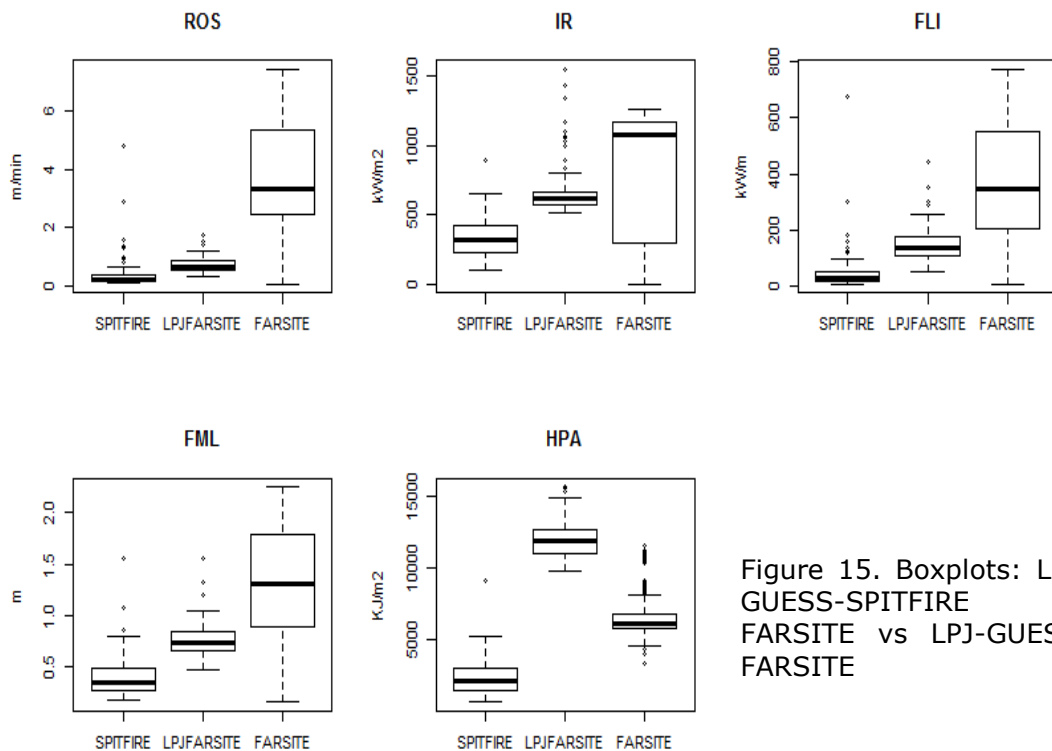 ROS
IR
FLI
m/min
0
2
4
6
SPITFIRE LPJFARSITE FARSITE
kW/m2
0
500
1000
1500
SPITFIRE LPJFARSITE FARSITE
kW/m
0
200
400
600
800
SPITFIRE LPJFARSITE FARSITE
FML
HPA
m
0.5
1.0
1.5
2.0
SPITFIRE LPJFARSITE FARSITE
KJ/m2
5000
10000
15000
SPITFIRE LPJFARSITE FARSITE
Figure 15. Boxplots: L
GUESS-SPITFIRE
FARSITE vs LPJ-GUES
FARSITE